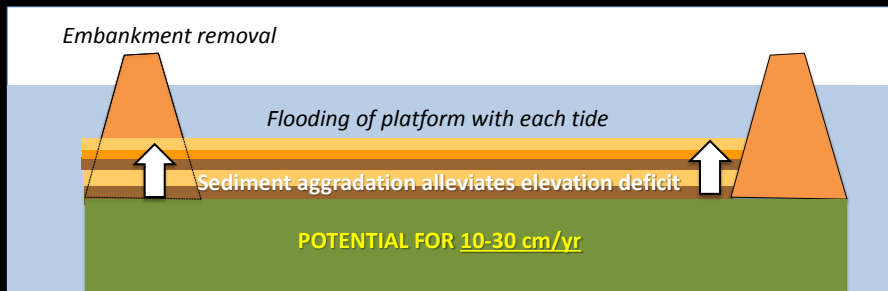 Embankment removal
Flooding of platform with each tide
Sediment aggradation alleviates elevation deficit
POTENTIAL FOR 10-30 cm/yr